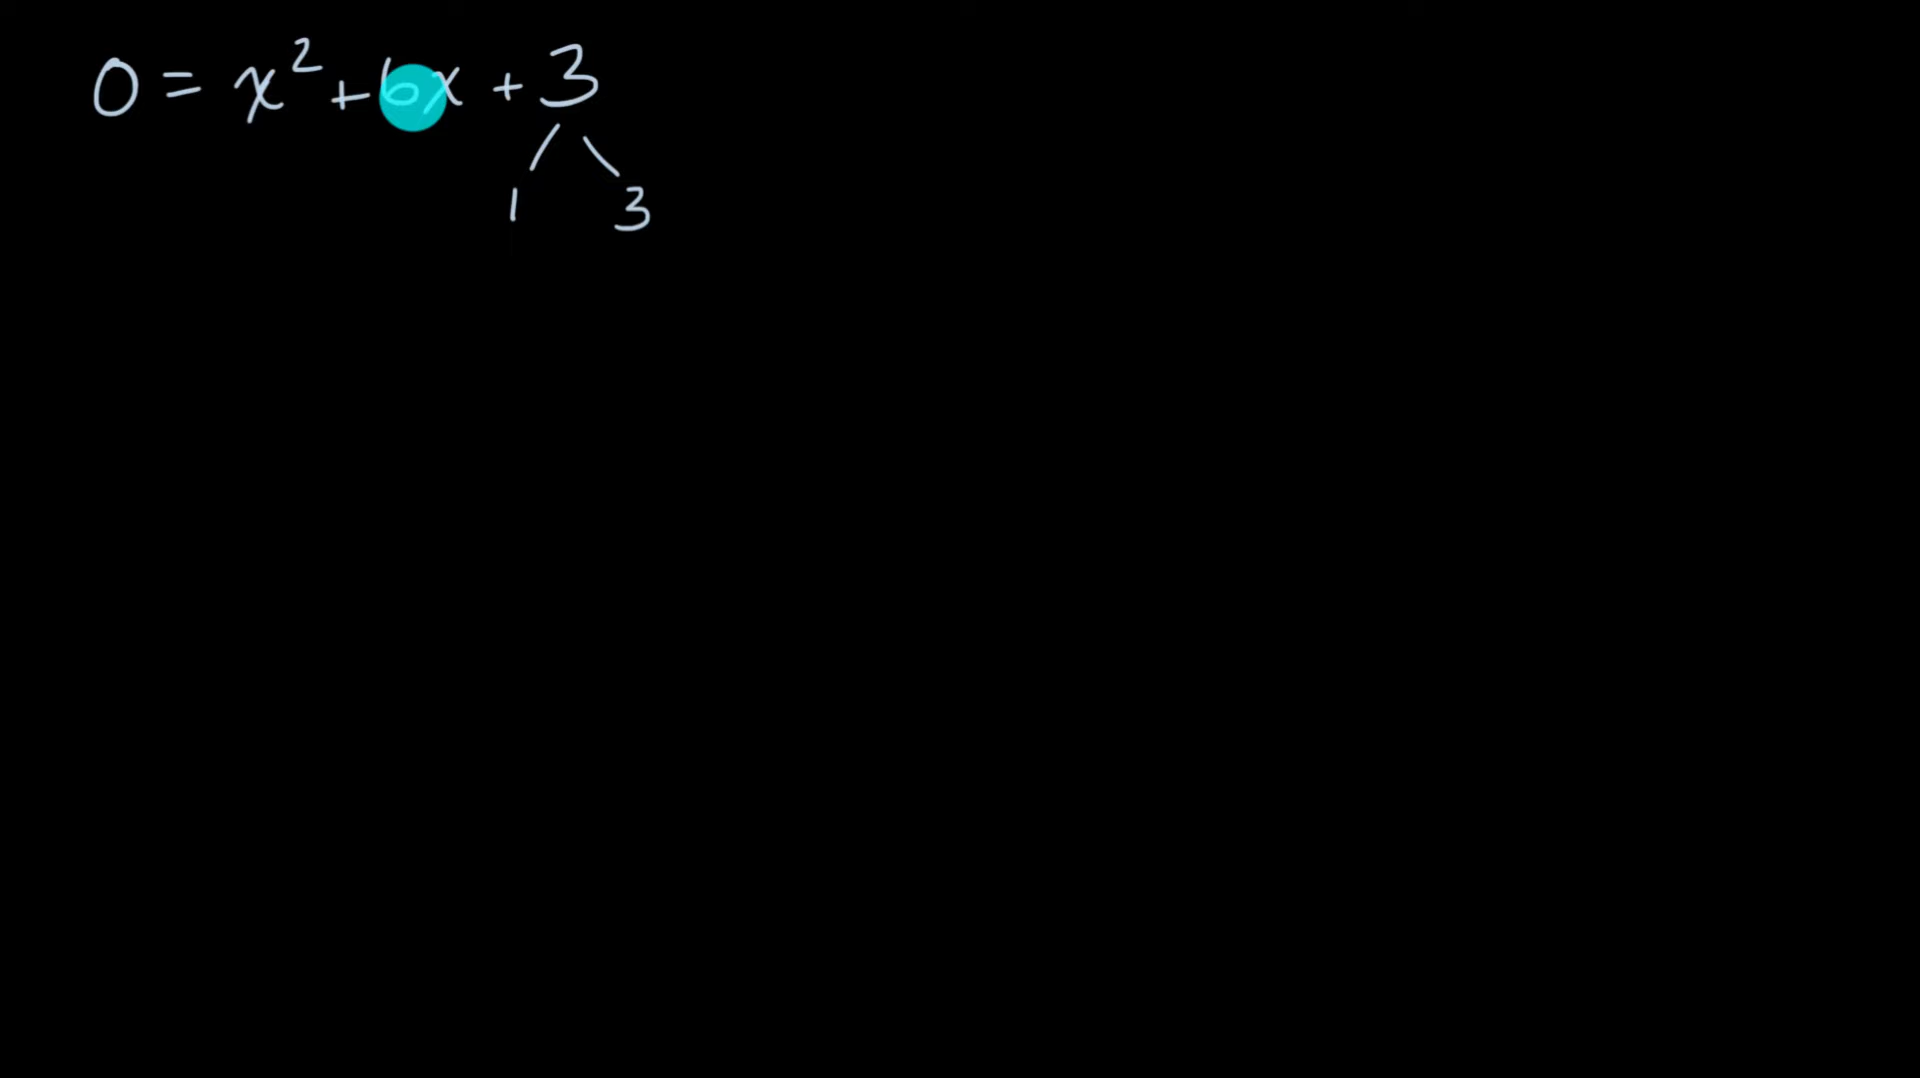 0 = x² + 6x + 3
1 3